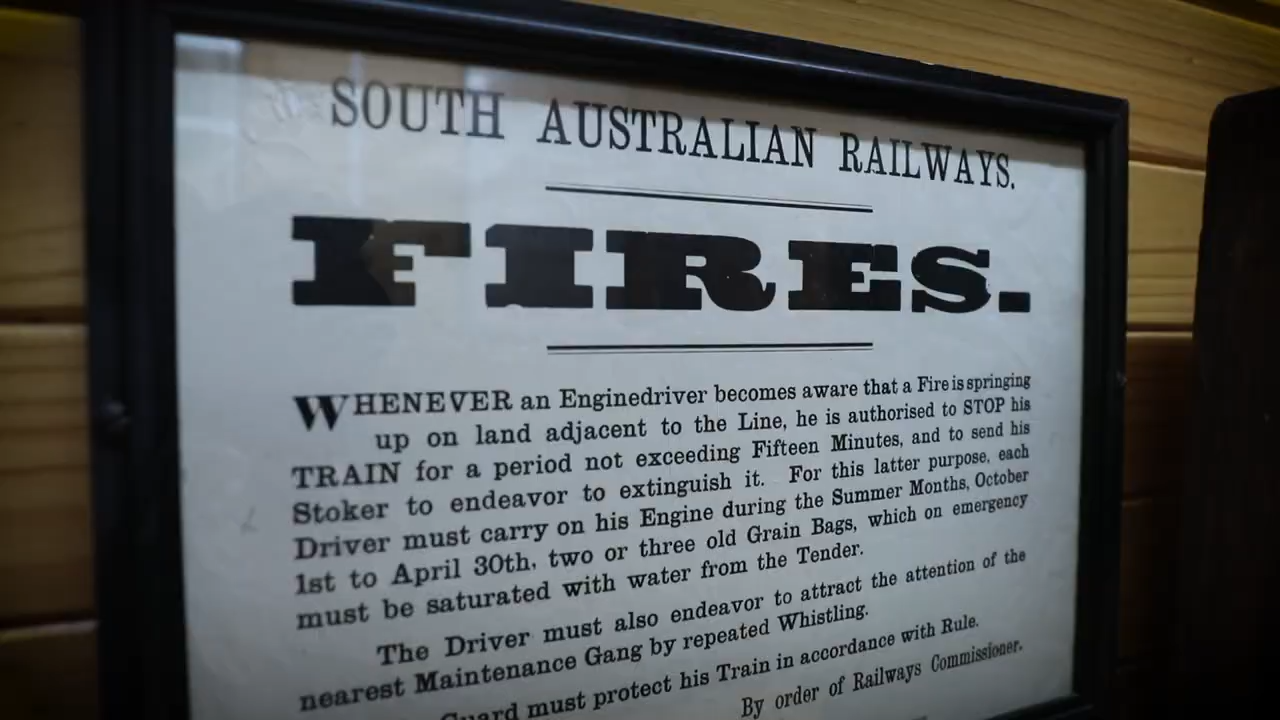 SOUTH AUSTRALIAN RAILWAYS.
FIRES.
WHENEVER an Enginedriver becomes aware that a Fire is springing
up on land adjacent to the Line, he is authorised to STOP his
TRAIN for a period not exceeding Fifteen Minutes, and to send his
Stoker to endeavor to extinguish it. For this latter purpose, each
Driver must carry on his Engine during the Summer Months, October
1st to April 30th, two or three old Grain Bags, which on emergency
must be saturated with water from the Tender.
The Driver must also endeavor to attract the attention of the
nearest Maintenance Gang by repeated Whistling.
Guard must protect his Train in accordance with Rule.
By order of Railways Commissioner.